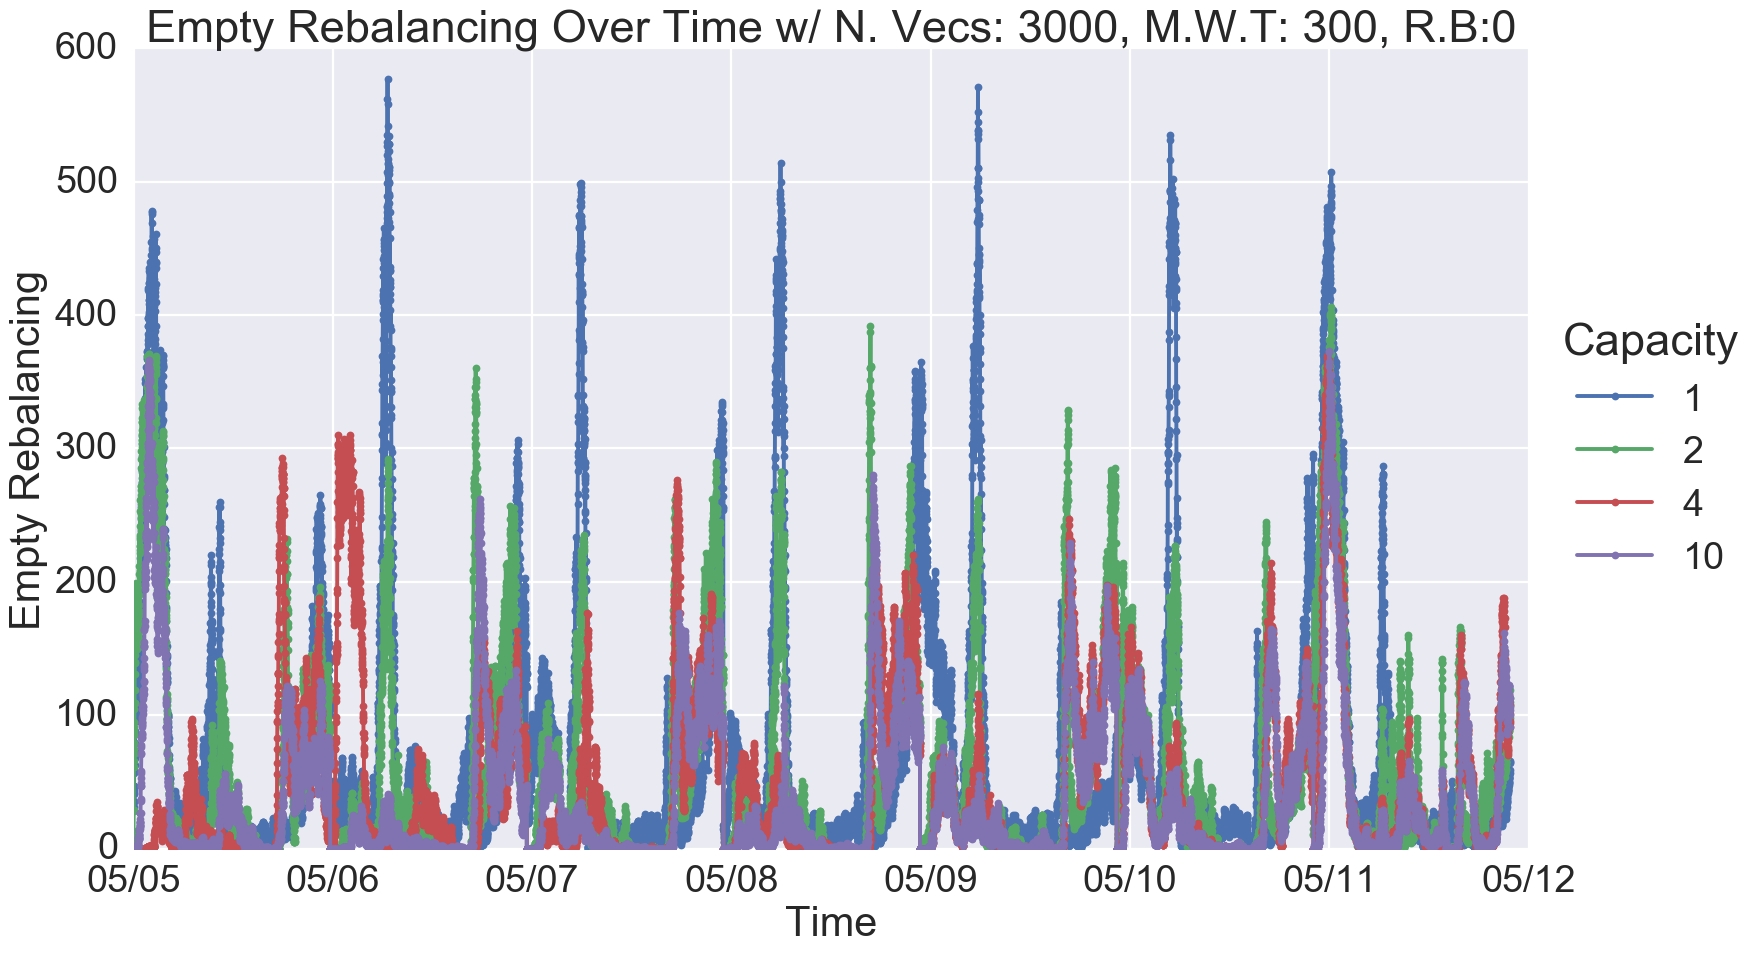 Empty Rebalancing Over Time w/ N. Vecs: 3000, M.W.T: 300, R.B:0
Empty Rebalancing
600
500
400
300
200
100
0
05/05 05/06 05/07 05/08 05/09 05/10 05/11 05/12
Time
Capacity
1
2
4
10